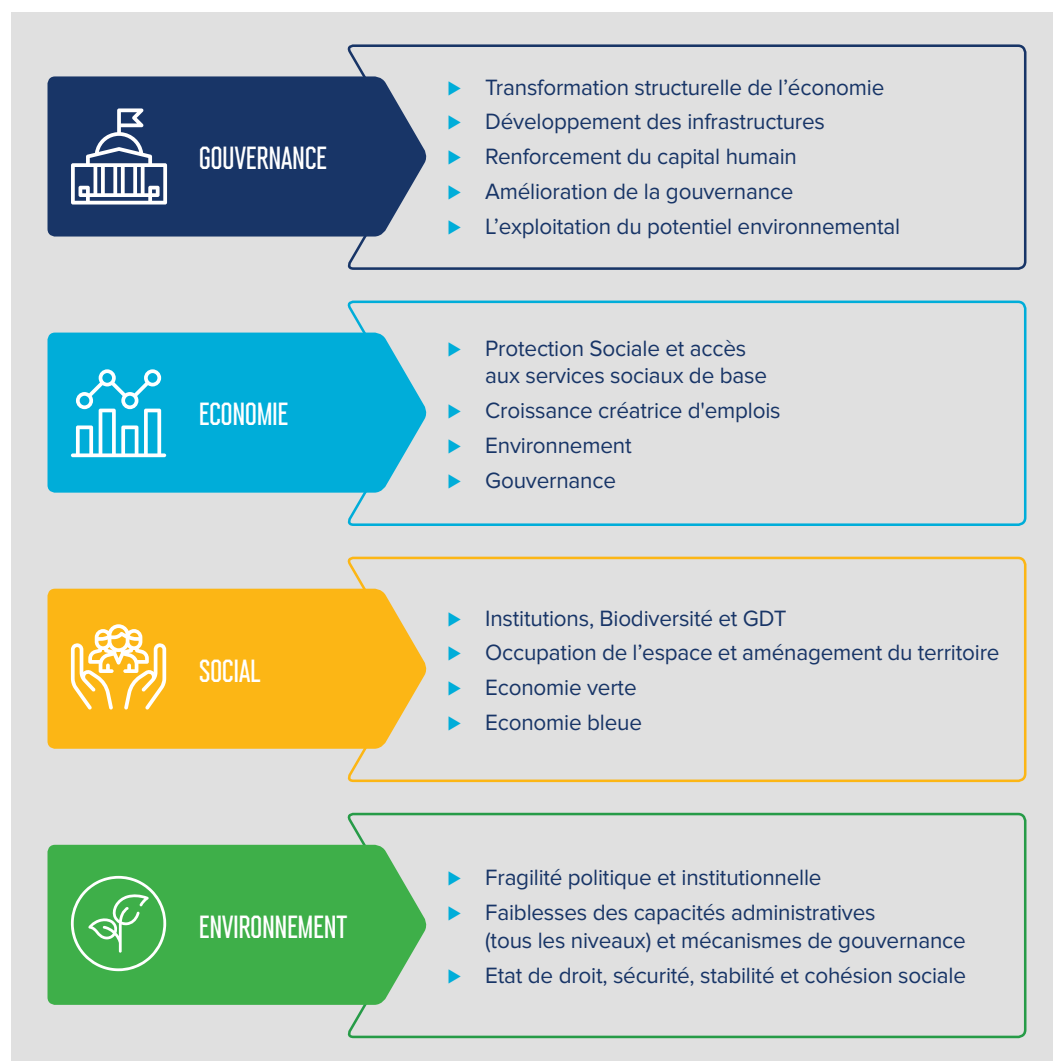 GOUVERNANCE
► Transformation structurelle de l’économie
► Développement des infrastructures
► Renforcement du capital humain
► Amélioration de la gouvernance
► L’exploitation du potentiel environnemental
ECONOMIE
► Protection Sociale et accès
aux services sociaux de base
► Croissance créatrice d'emplois
► Environnement
► Gouvernance
SOCIAL
► Institutions, Biodiversité et GDT
► Occupation de l’espace et aménagement du territoire
► Economie verte
► Economie bleue
ENVIRONNEMENT
► Fragilité politique et institutionnelle
► Faiblesses des capacités administratives
(tous les niveaux) et mécanismes de gouvernance
► Etat de droit, sécurité, stabilité et cohésion sociale